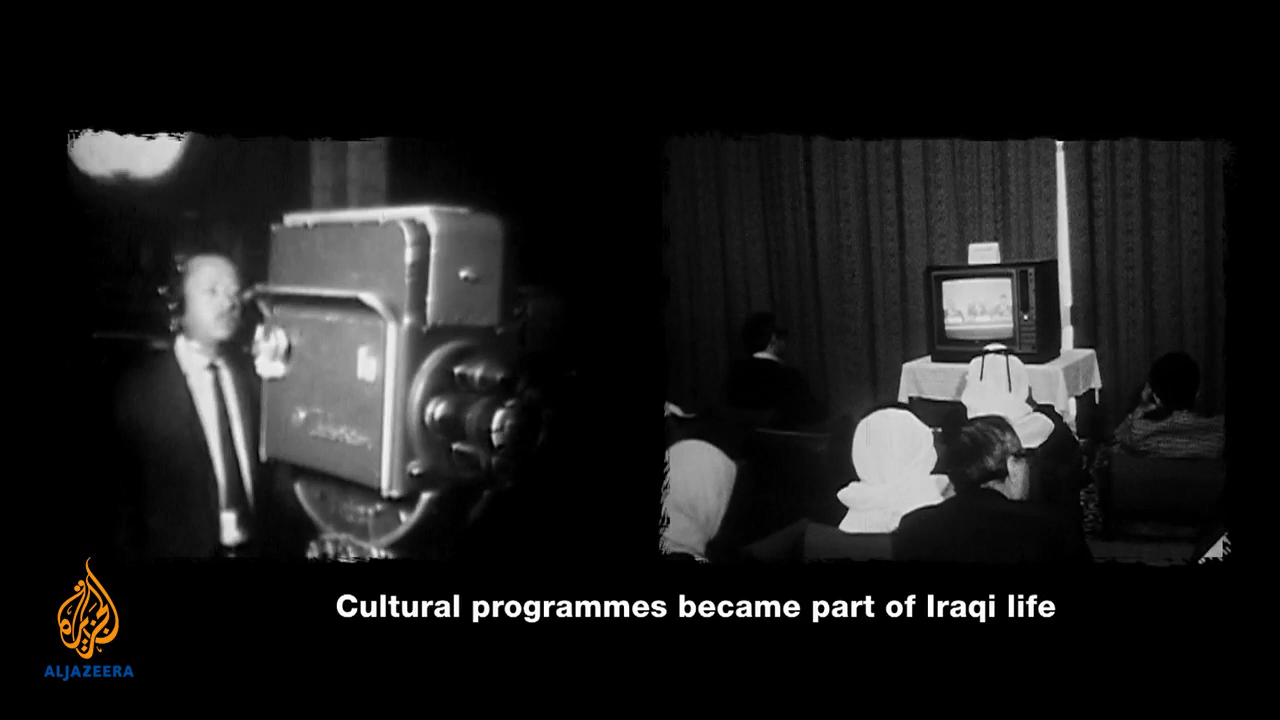 Cultural programmes became part of Iraqi life
الجزيرة
ALJAZEERA